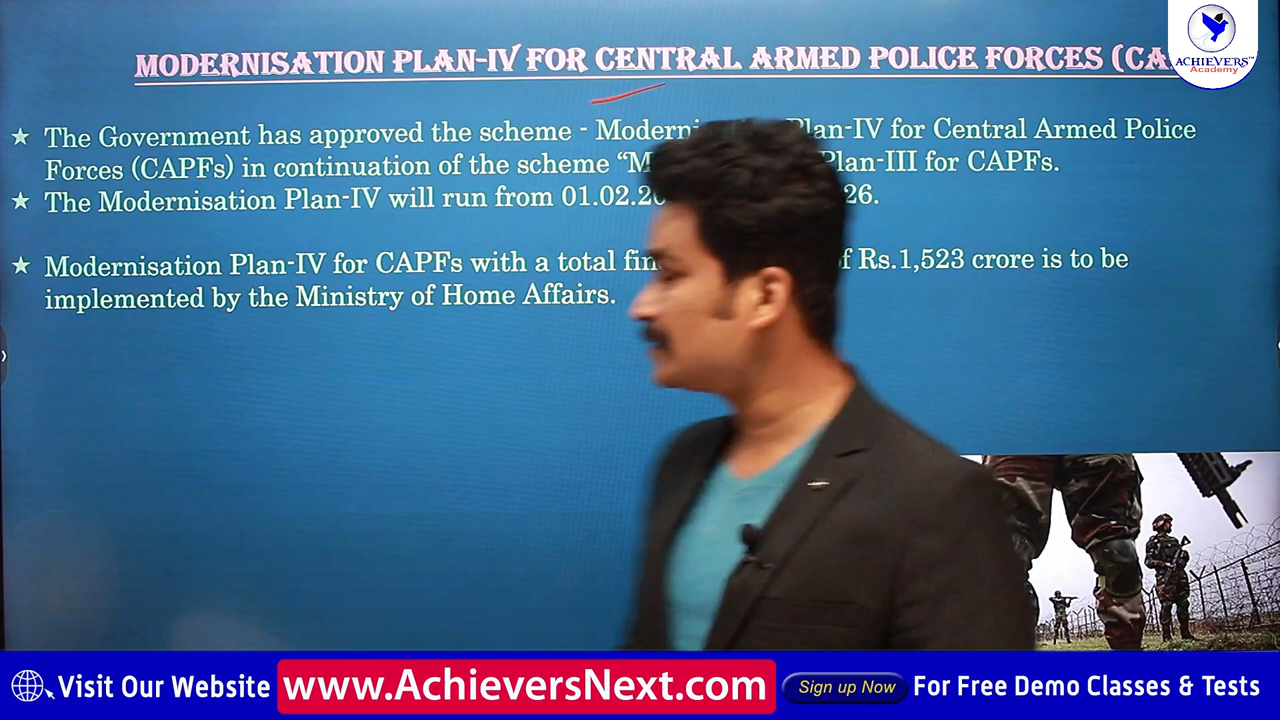 MODERNISATION PLAN-IV FOR CENTRAL ARMED POLICE FORCES (CA
ACHIEVERS™
Academy
★ The Government has approved the scheme - Moderni Plan-IV for Central Armed Police
Forces (CAPFs) in continuation of the scheme “M Plan-III for CAPFs.
★ The Modernisation Plan-IV will run from 01.02.20 26.
★ Modernisation Plan-IV for CAPFs with a total fin of Rs.1,523 crore is to be
implemented by the Ministry of Home Affairs.
Visit Our Website www.AchieversNext.com Sign up Now For Free Demo Classes & Tests